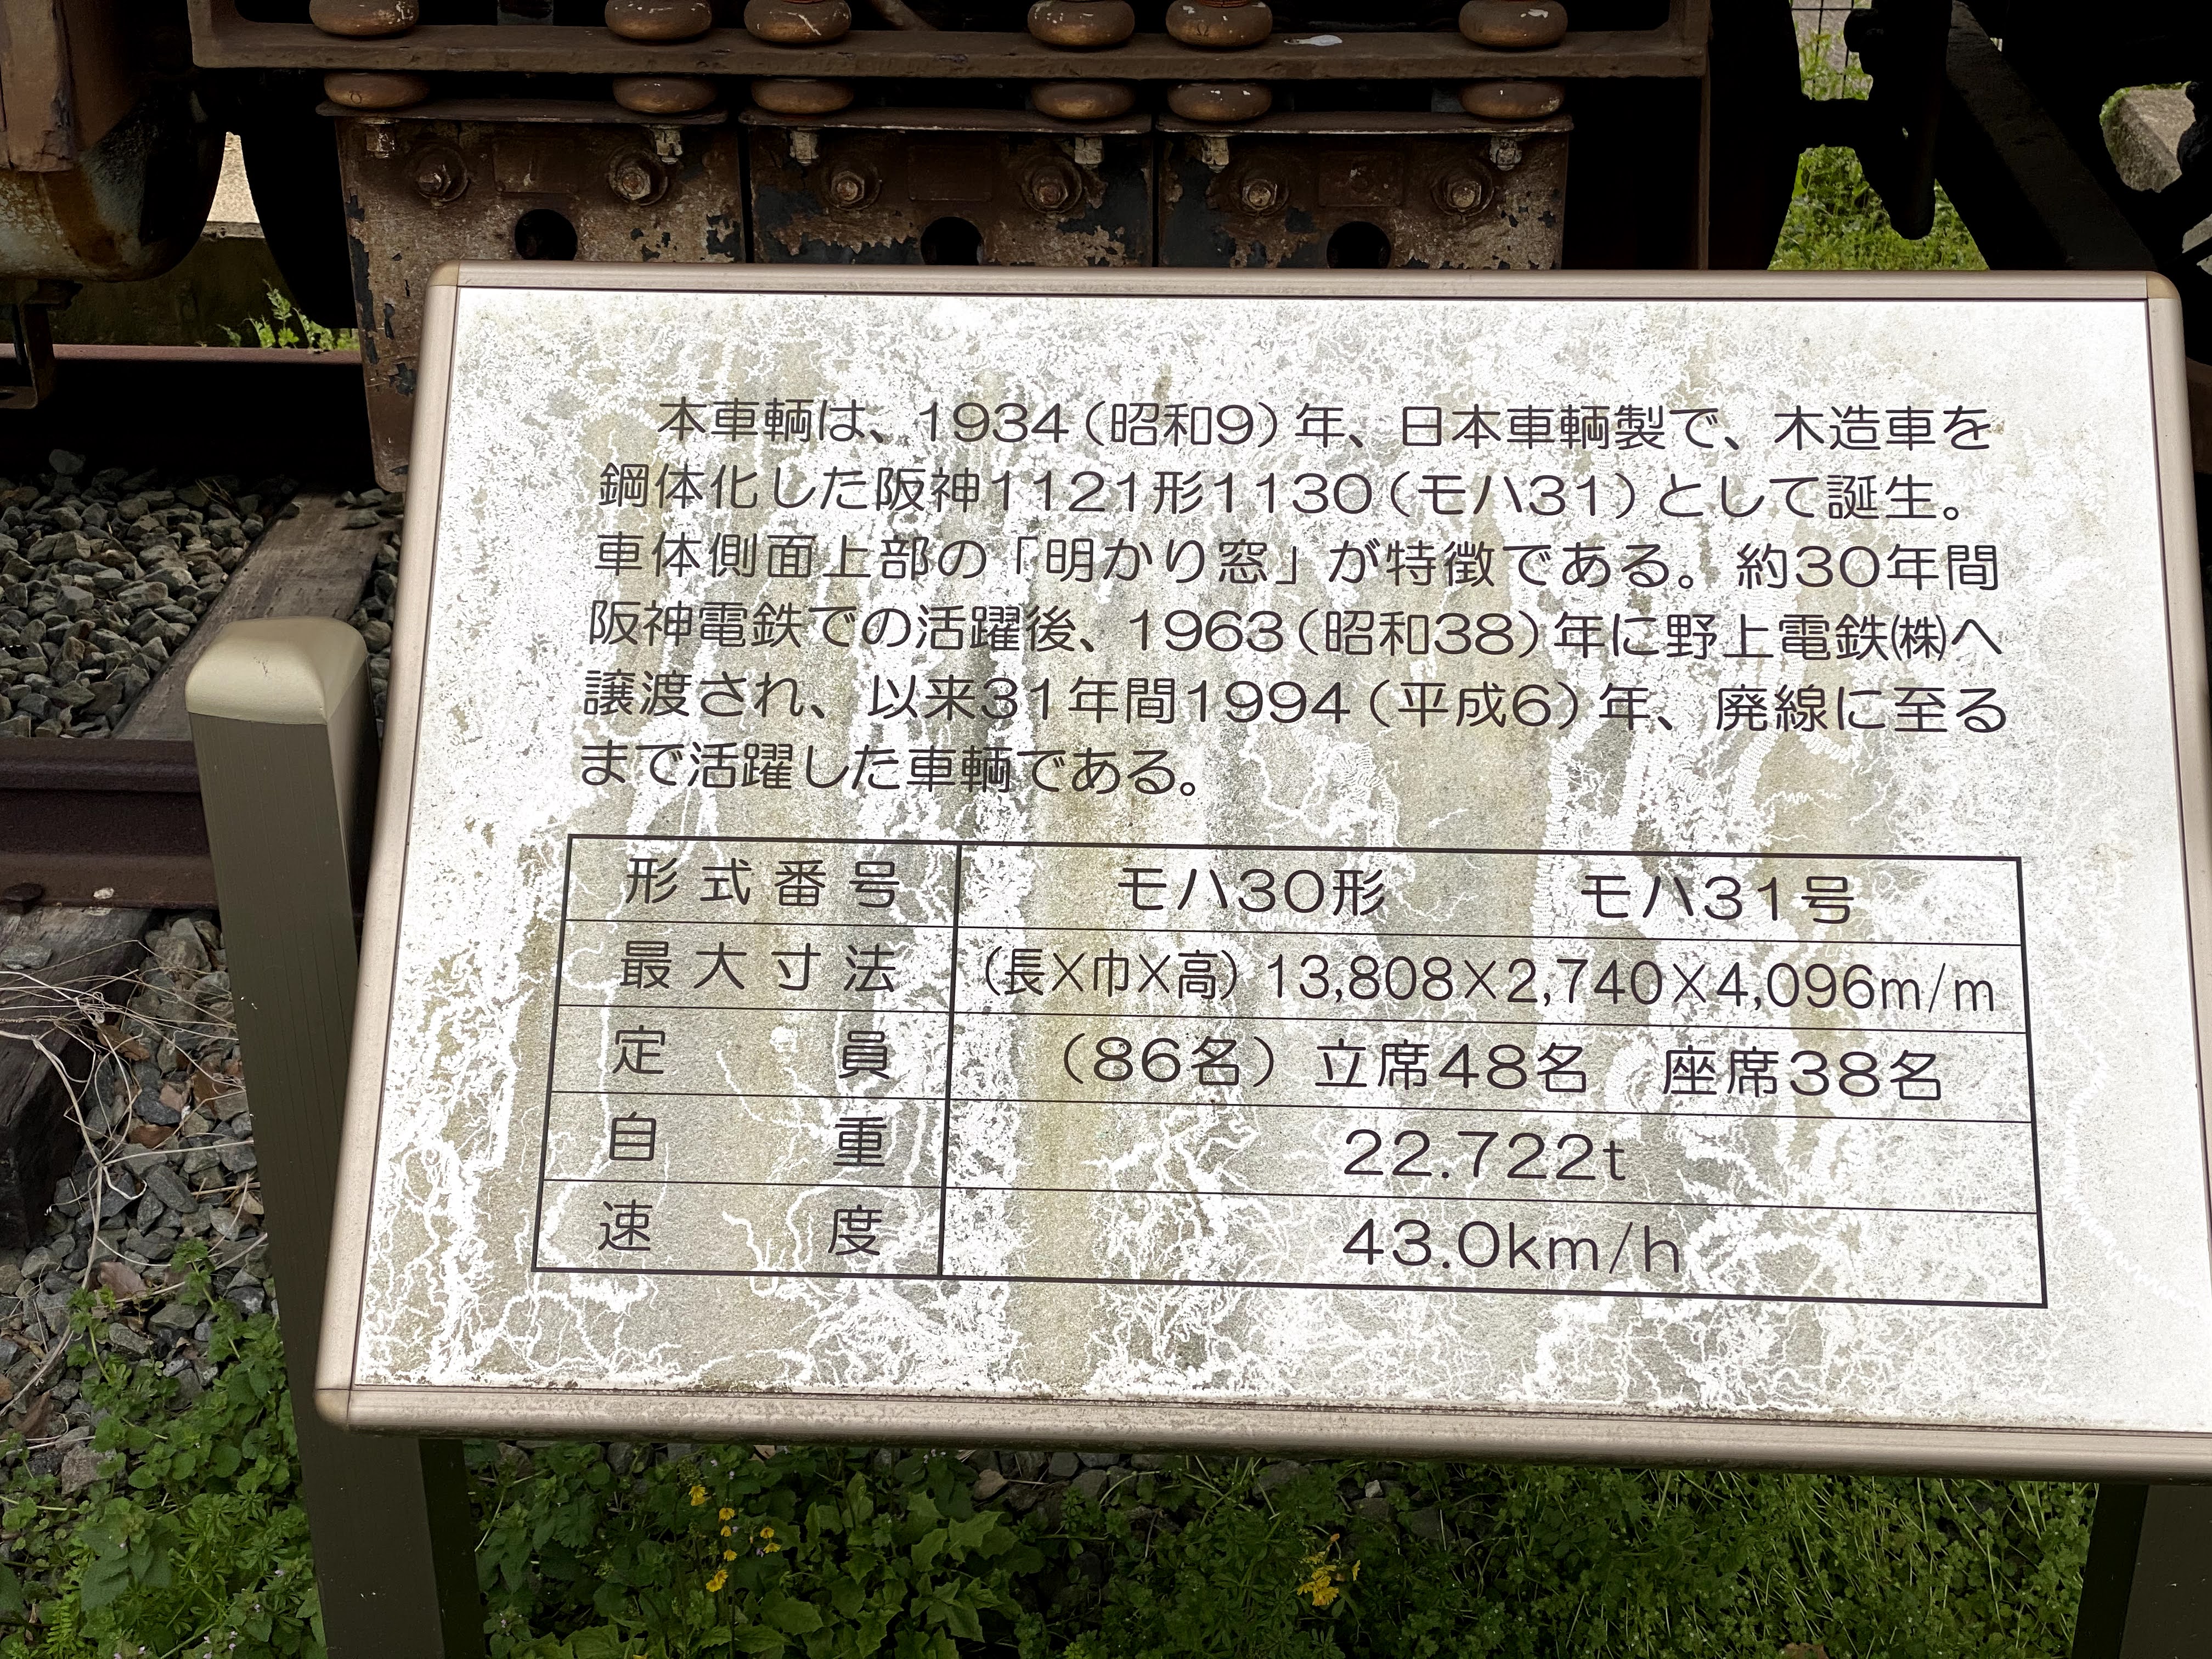 本車輌は、1934(昭和9)年、日本車輌製で、木造車を
鋼体化した阪神1121形1130(モハ31)として誕生。
車体側面上部の「明かり窓」が特徴である。約30年間
阪神電鉄での活躍後、1963(昭和38)年に野上電鉄㈱へ
譲渡され、以来31年間1994(平成6)年、廃線に至る
まで活躍した車輌である。
形式番号 モハ30形 モハ31号
最大寸法 (長×巾×高) 13,808×2,740×4,096m/m
定員 (86名) 立席48名 座席38名
自重 22.722t
速度 43.0km/h